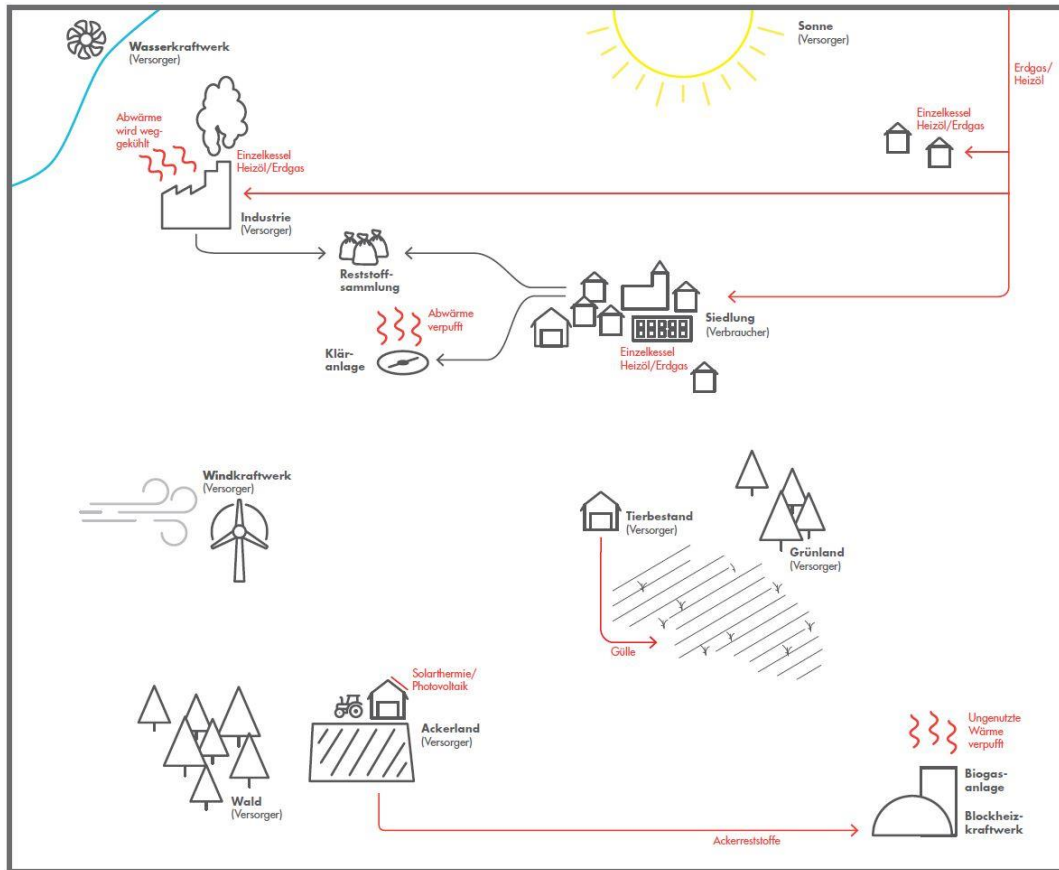 Wasserkraftwerk
(Versorger)
Sonne
(Versorger)
Erdgas/
Heizöl
Einzelkessel
Heizöl/Erdgas
Abwärme
wird weg-
gekühlt
Einzelkessel
Heizöl/Erdgas
Industrie
(Versorger)
Reststoff-
sammlung
Abwärme
verpufft
Klär-
anlage
Siedlung
(Verbraucher)
Einzelkessel
Heizöl/Erdgas
Windkraftwerk
(Versorger)
Tierbestand
(Versorger)
Grünland
(Versorger)
Gülle
Solarthermie/
Photovoltaik
Ackerland
(Versorger)
Wald
(Versorger)
Ungenutzte
Wärme
verpufft
Biogas-
anlage
Blockheiz-
kraftwerk
Ackerreststoffe